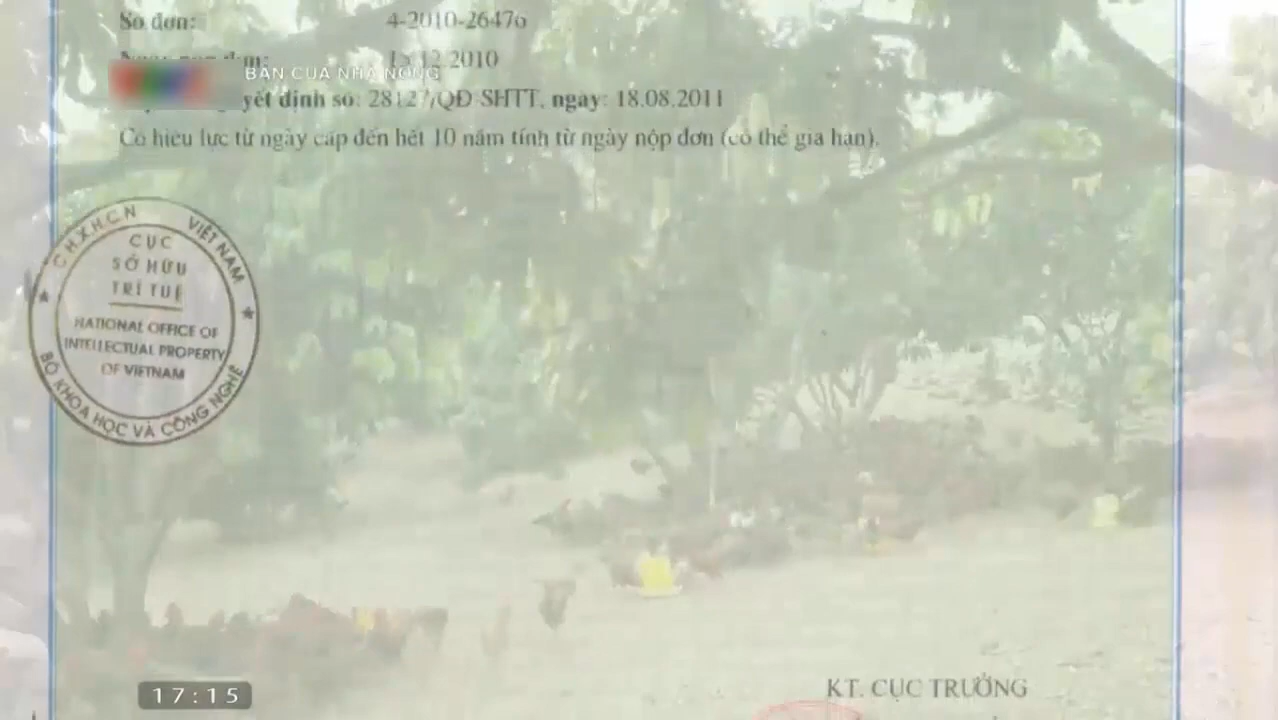 Số đơn: 4-2010-26476
15.12.2010
BẠN CỦA NHÀ NÔNG
yết định số: 28127/QĐ-SHTT, ngày: 18.08.2011
Có hiệu lực từ ngày cấp đến hết 10 năm tính từ ngày nộp đơn (có thể gia hạn).
C.H.X.H.C.N VIỆT NAM
CỤC
SỞ HỮU
TRÍ TUỆ
NATIONAL OFFICE OF
INTELLECTUAL PROPERTY
OF VIETNAM
BỘ KHOA HỌC VÀ CÔNG NGHỆ
KT. CỤC TRƯỞNG
17:15